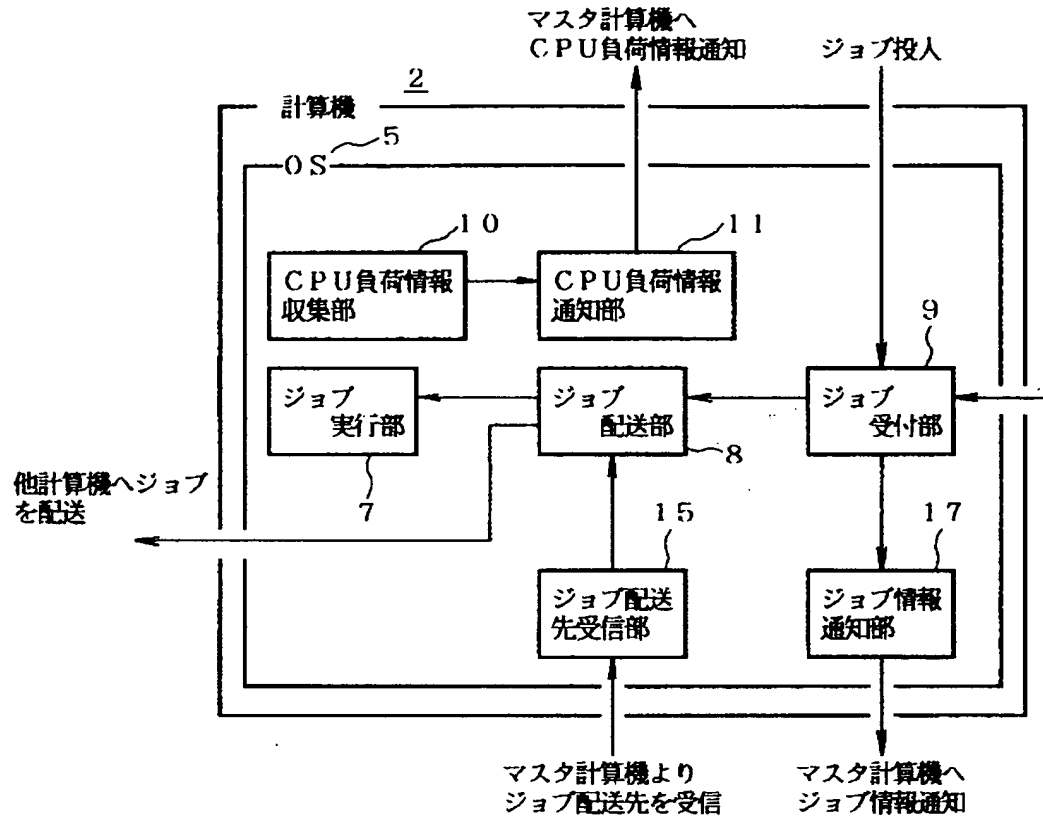 マスタ計算機へ
ＣＰＵ負荷情報通知
ジョブ投人
2
計算機
5
ＯＳ
10
11
ＣＰＵ負荷情報
収集部
ＣＰＵ負荷情報
通知部
9
ジョブ
実行部
ジョブ
配送部
ジョブ
受付部
7
8
他計算機へジョブ
を配送
15
17
ジョブ配送
先受信部
ジョブ情報
通知部
マスタ計算機より
ジョブ配送先を受信
マスタ計算機へ
ジョブ情報通知